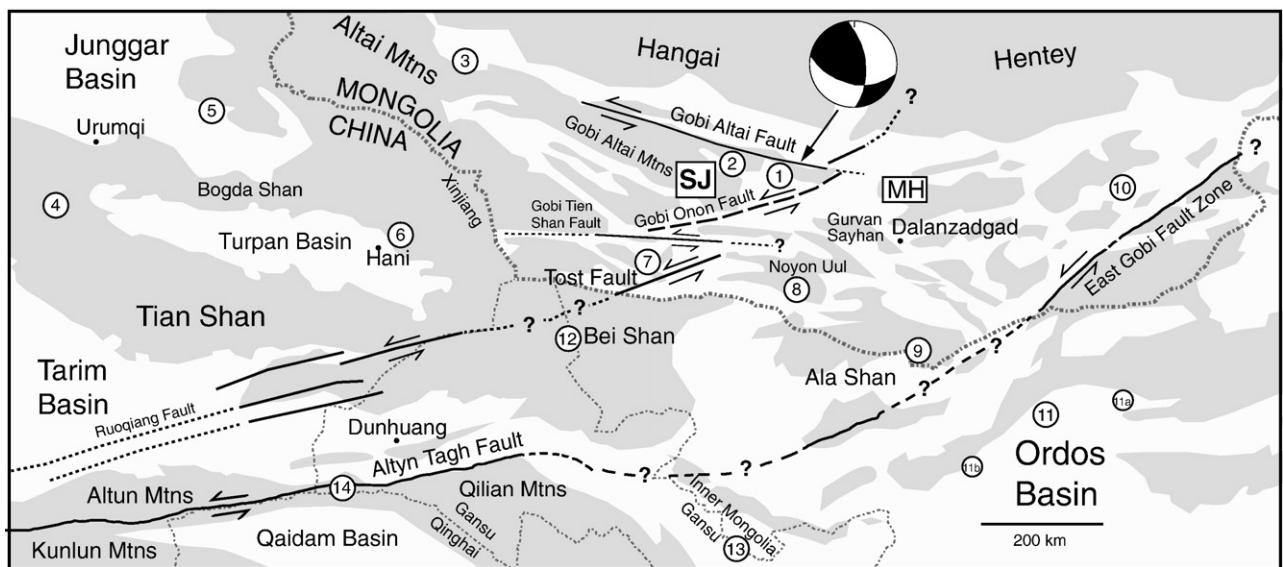 Junggar
Basin
Altai Mtns
3
Hangai
Hentey
5
Urumqi
MONGOLIA
CHINA
Gobi Altai Fault
Gobi Altai Mtns
?
?
2
1
SJ
MH
10
Xinjiang
Bogda Shan
4
Gobi Onon Fault
Gobi Tien
Shan Fault
Gurvan
Sayhan
Dalanzadgad
East Gobi Fault Zone
6
Turpan Basin
Hani
?
7
Tost Fault
Noyon Uul
8
Tian Shan
?
?
12
Bei Shan
9
?
Ala Shan
?
Tarim
Basin
Ruoqiang Fault
11
11a
Dunhuang
Altyn Tagh Fault
11b
Ordos
Basin
?
?
Altun Mtns
14
Qilian Mtns
Inner Mongolia
Gansu
Gansu
Qinghai
13
Kunlun Mtns
Qaidam Basin
200 km